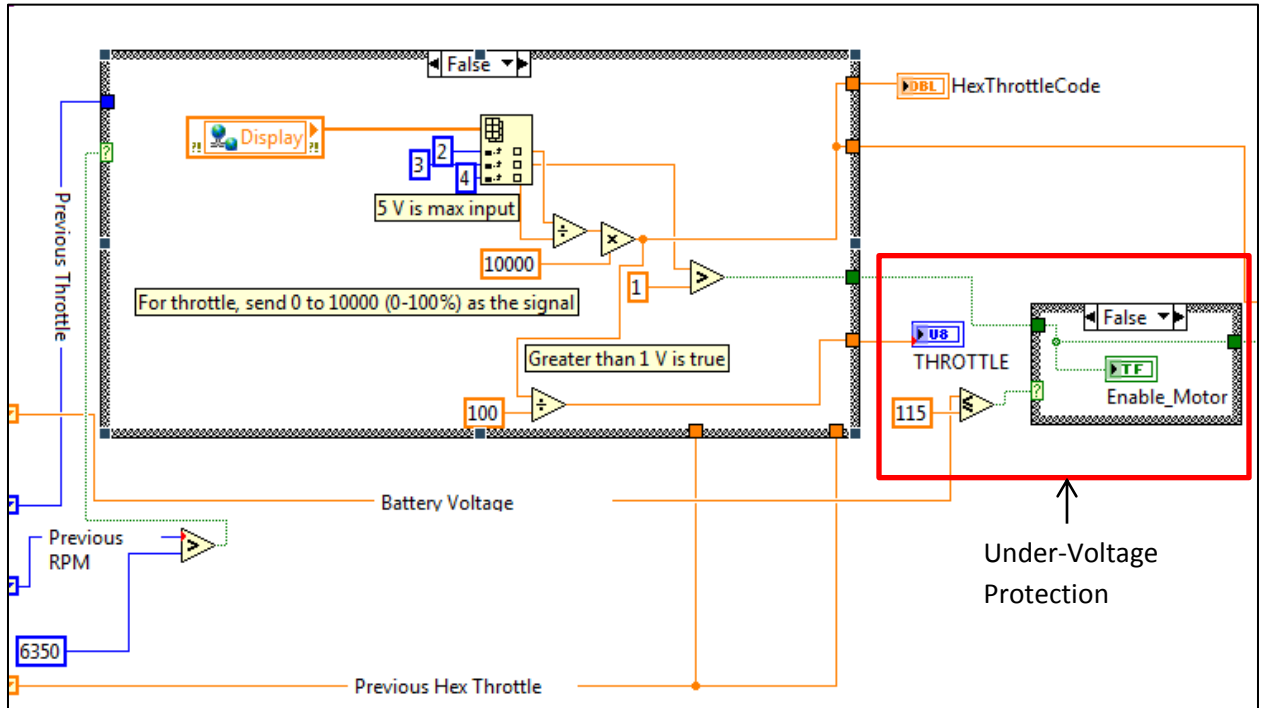 False
DBL HexThrottleCode
?! Display ?!
2
3
4
5 V is max input
÷
×
10000
>
1
For throttle, send 0 to 10000 (0-100%) as the signal
Greater than 1 V is true
÷
100
?
Previous Throttle
U8
THROTTLE
False
TF
Enable_Motor
?
115
≤
Battery Voltage
Previous
RPM
>
6350
Previous Hex Throttle
Under-Voltage
Protection